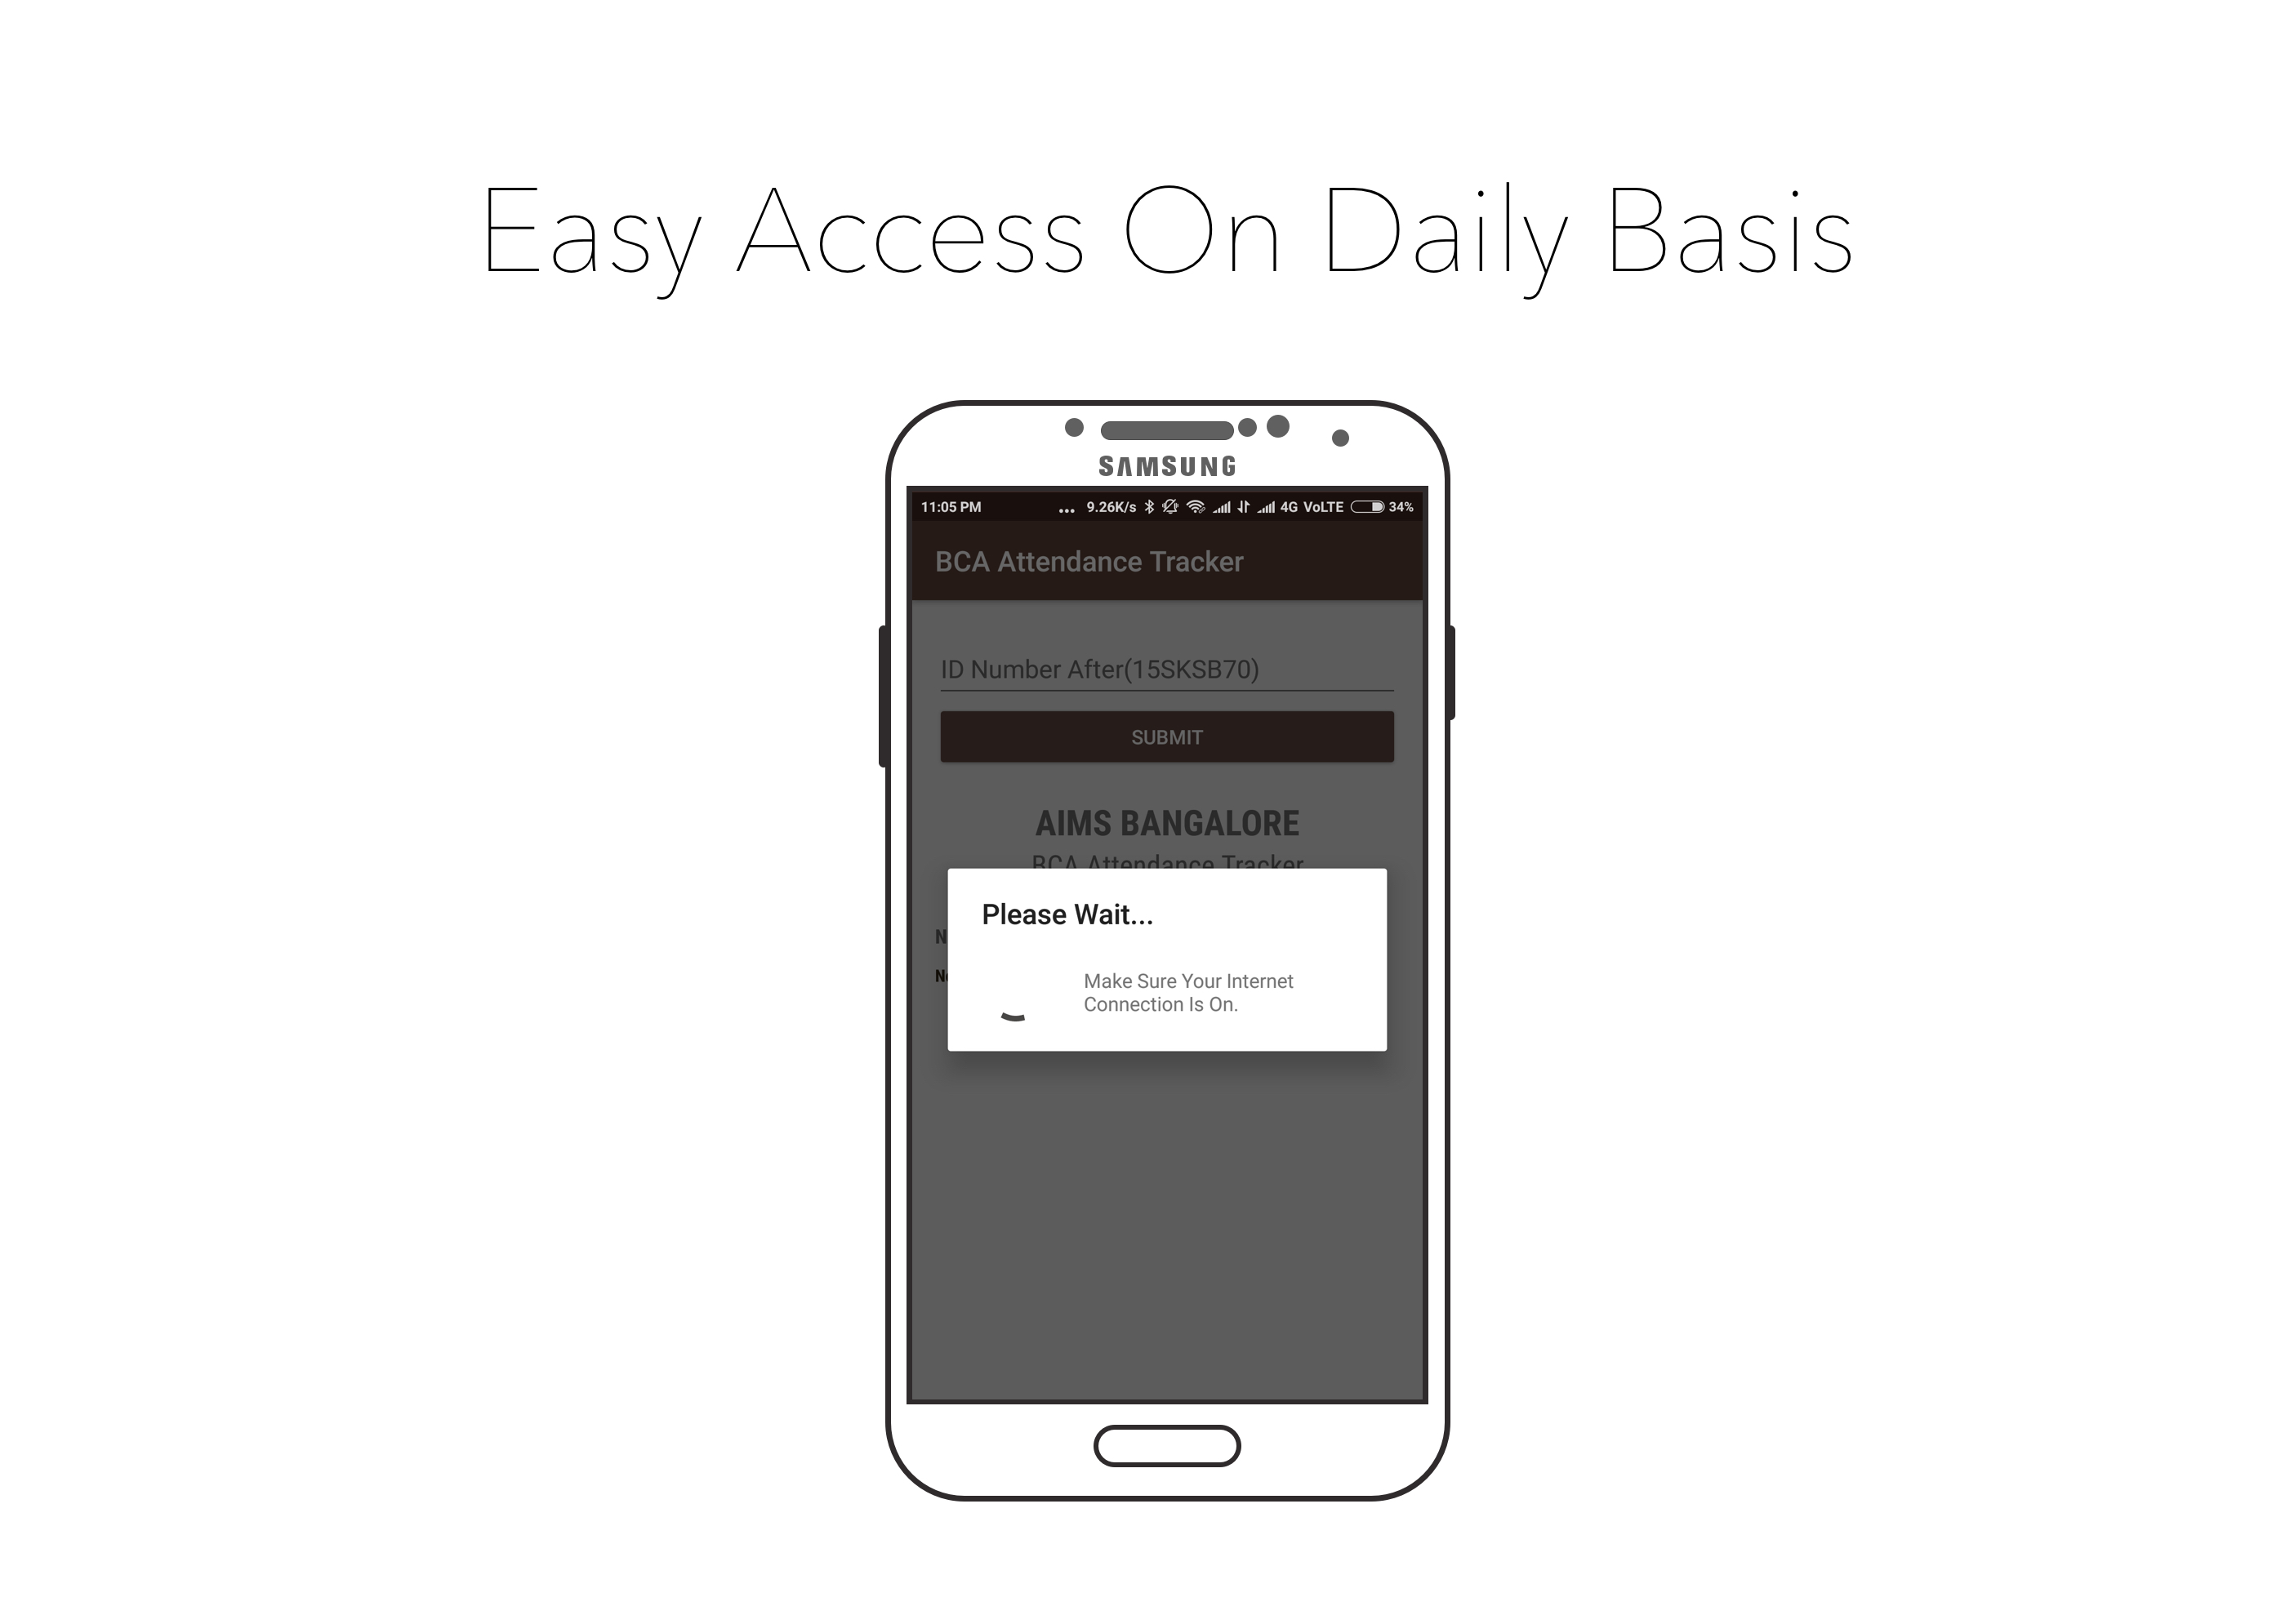 Easy Access On Daily Basis
SAMSUNG
11:05 PM ... 9.26K/s 4G VoLTE 34%
BCA Attendance Tracker
ID Number After(15SKSB70)
SUBMIT
AIMS BANGALORE
BCA Attendance Tracker
Please Wait...
Make Sure Your Internet
Connection Is On.